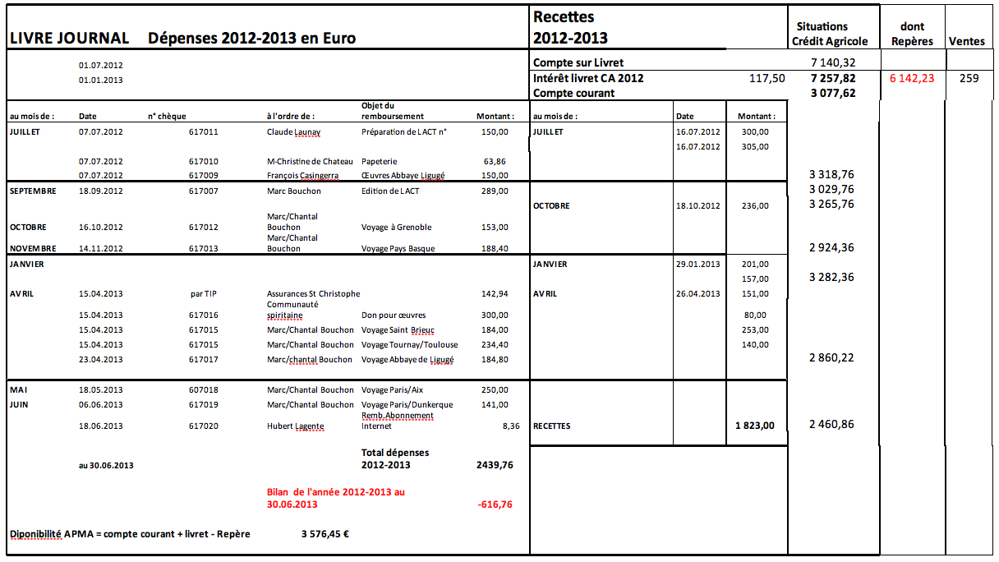 LIVRE JOURNAL Dépenses 2012-2013 en Euro Recettes 2012-2013 Situations Crédit Agricole dont Repères Ventes
01.07.2012 Compte sur Livret 7 140,32
01.01.2013 Intérêt livret CA 2012 117,50 7 257,82 6 142,23 259
Compte courant 3 077,62
au mois de : Date n° chèque à l'ordre de : Objet du remboursement Montant : au mois de : Date Montant :
JUILLET 07.07.2012 617011 Claude Launay Préparation de LACT n° 150,00 JUILLET 16.07.2012 300,00
16.07.2012 305,00
07.07.2012 617010 M-Christine de Chateau Papeterie 63,86
07.07.2012 617009 François Casingerra Œuvres Abbaye Ligugé 150,00 3 318,76
SEPTEMBRE 18.09.2012 617007 Marc Bouchon Edition de LACT 289,00 3 029,76
OCTOBRE 18.10.2012 236,00 3 265,76
OCTOBRE 16.10.2012 617012 Marc/Chantal Bouchon Voyage à Grenoble 153,00
NOVEMBRE 14.11.2012 617013 Marc/Chantal Bouchon Voyage Pays Basque 188,40 2 924,36
JANVIER JANVIER 29.01.2013 201,00
157,00 3 282,36
AVRIL 15.04.2013 par TIP Assurances St Christophe 142,94 AVRIL 26.04.2013 151,00
15.04.2013 617016 Communauté spiritaine Don pour œuvres 300,00 80,00
15.04.2013 617015 Marc/Chantal Bouchon Voyage Saint Brieuc 184,00 253,00
15.04.2013 617015 Marc/Chantal Bouchon Voyage Tournay/Toulouse 234,40 140,00
23.04.2013 617017 Marc/chantal Bouchon Voyage Abbaye de Ligugé 184,80 2 860,22
MAI 18.05.2013 607018 Marc/Chantal Bouchon Voyage Paris/Aix 250,00
JUIN 06.06.2013 617019 Marc/Chantal Bouchon Voyage Paris/Dunkerque 141,00
18.06.2013 617020 Hubert Lagente Remb.Abonnement Internet 8,36 RECETTES 1 823,00 2 460,86
au 30.06.2013 Total dépenses 2012-2013 2439,76
Bilan de l'année 2012-2013 au 30.06.2013 -616,76
Diponibilité APMA = compte courant + livret - Repère 3 576,45 €